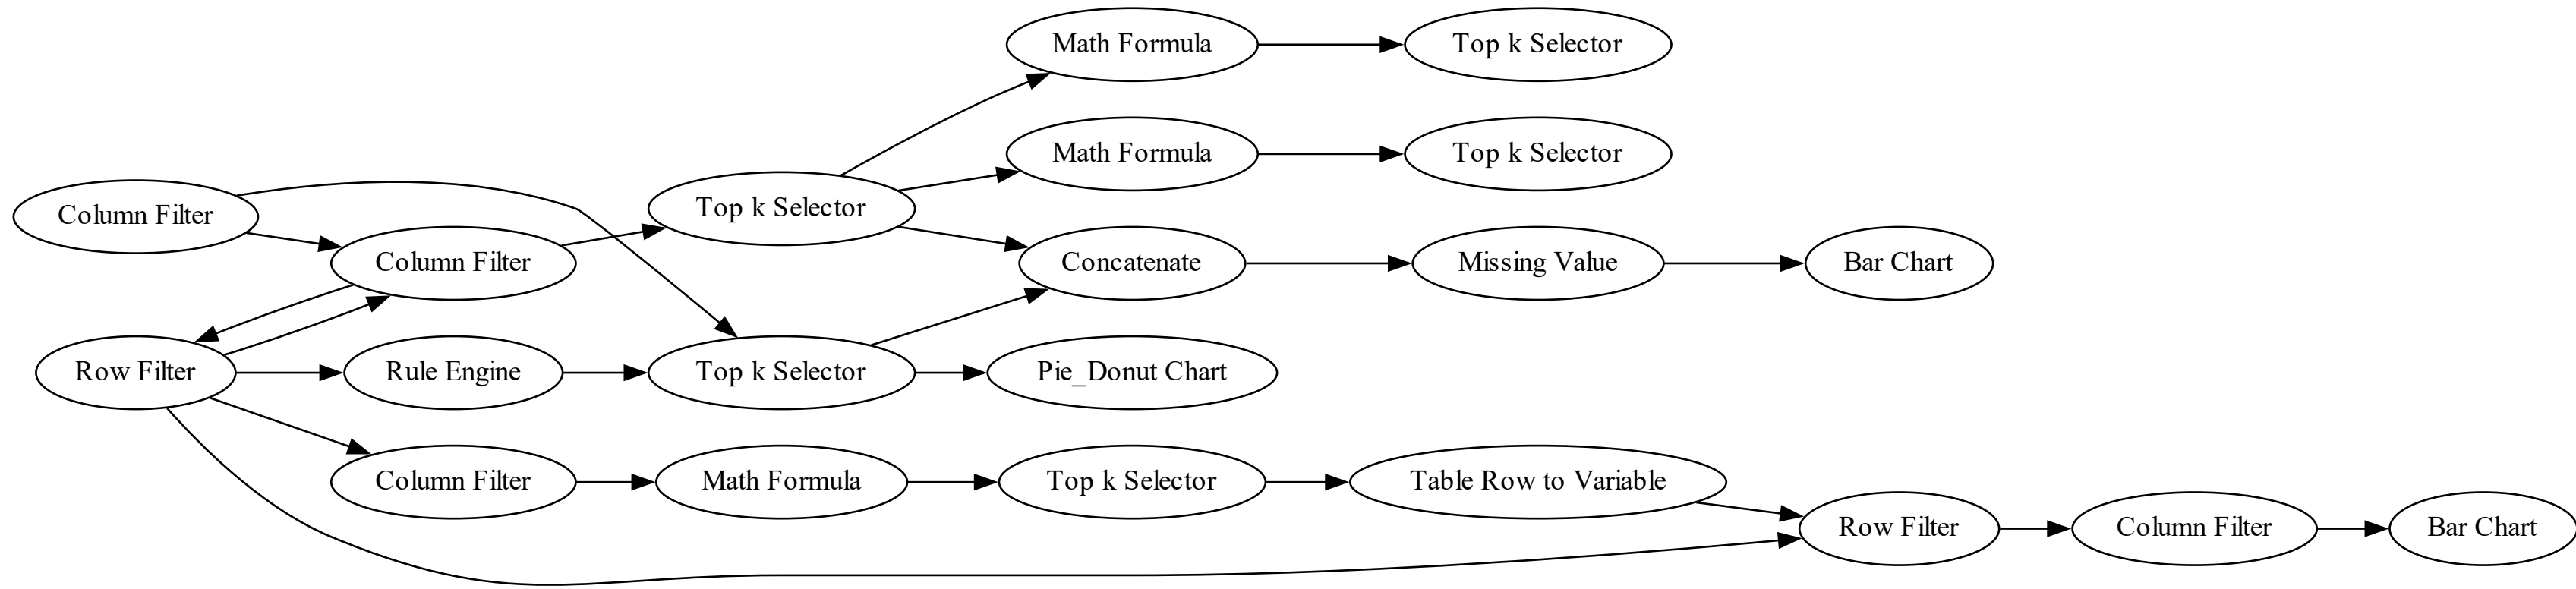 Math Formula
Top k Selector
Math Formula
Top k Selector
Column Filter
Top k Selector
Column Filter
Concatenate
Missing Value
Bar Chart
Row Filter
Rule Engine
Top k Selector
Pie_Donut Chart
Column Filter
Math Formula
Top k Selector
Table Row to Variable
Row Filter
Column Filter
Bar Chart